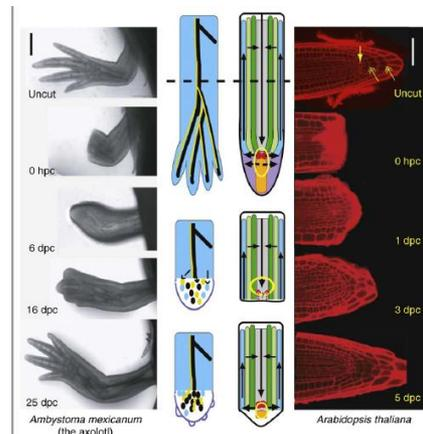 Uncut
0 hpc
6 dpc
16 dpc
25 dpc
Ambystoma mexicanum
(the axolotl)
Uncut
0 hpc
1 dpc
3 dpc
5 dpc
Arabidopsis thaliana